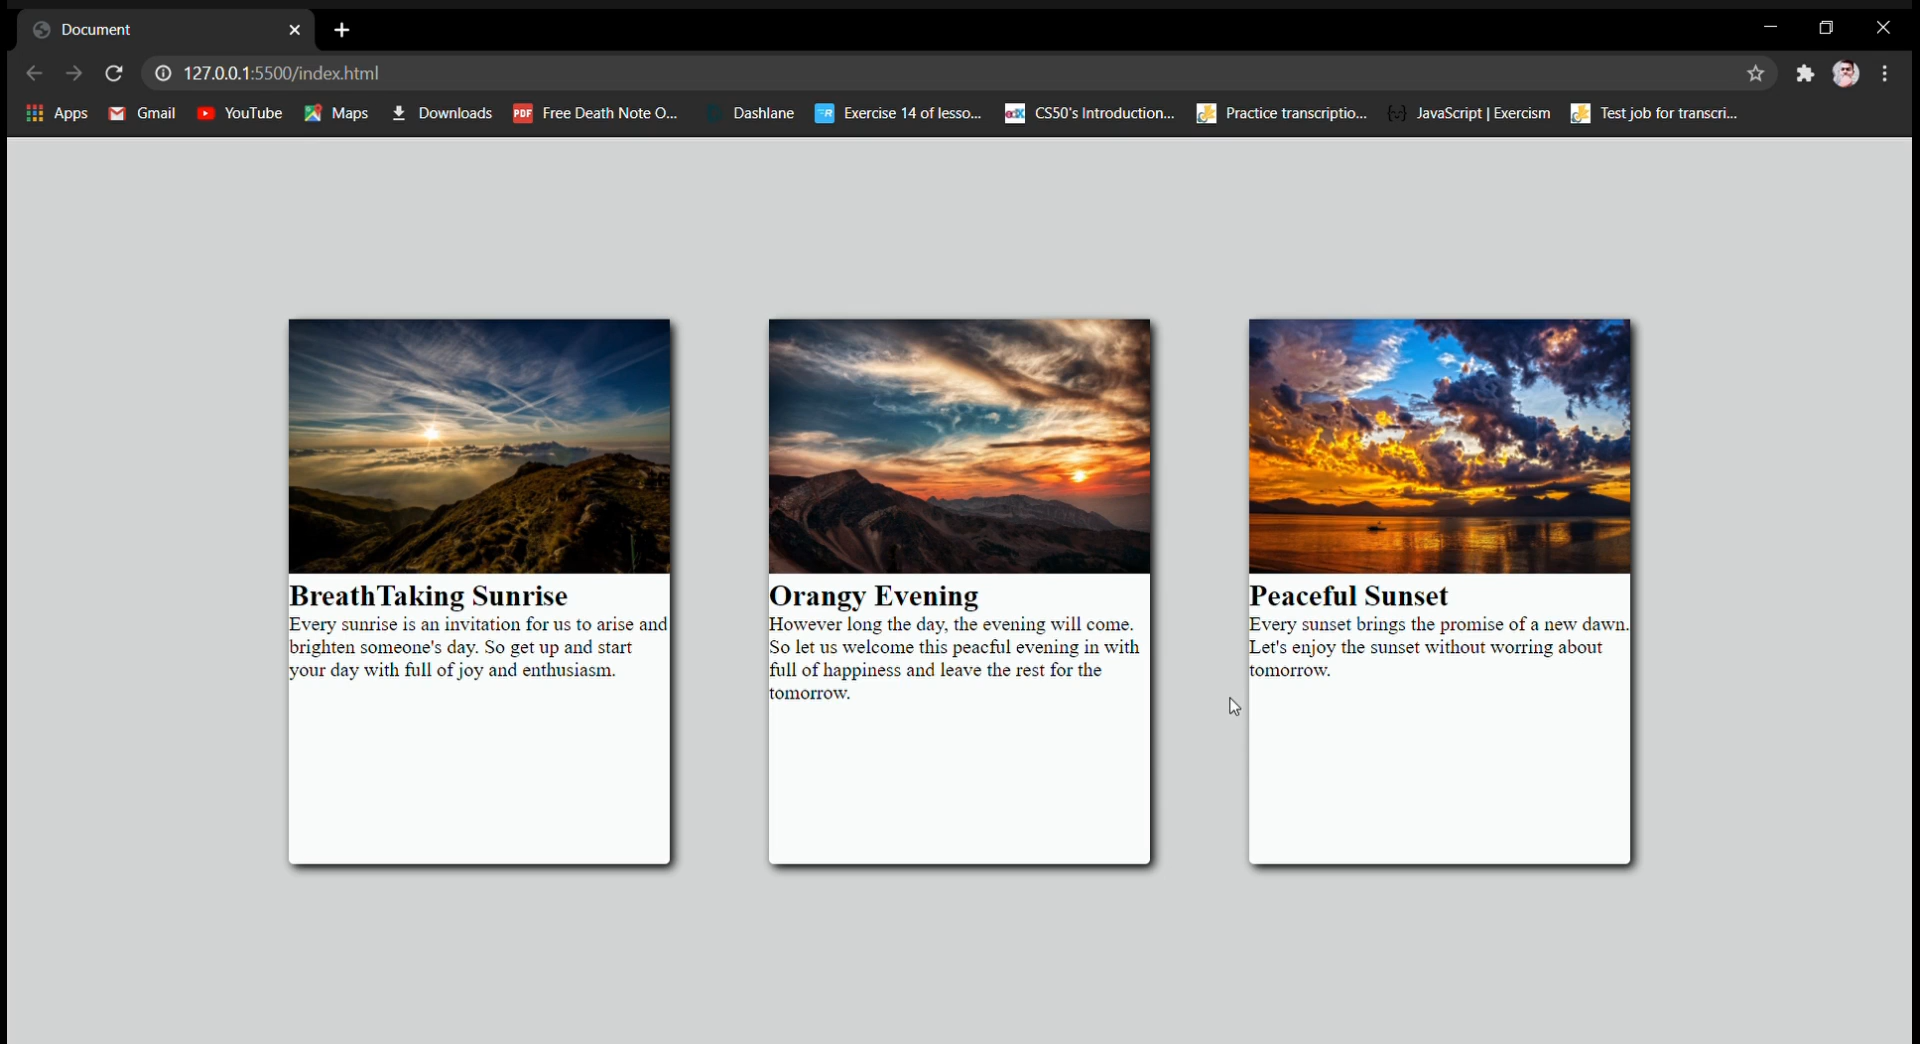 Document
127.0.0.1:5500/index.html
Apps Gmail YouTube Maps Downloads PDF Free Death Note O... Dashlane Exercise 14 of lesso... edX CS50's Introduction... Practice transcriptio... {-} JavaScript | Exercism Test job for transcri...
BreathTaking Sunrise
Every sunrise is an invitation for us to arise and
brighten someone's day. So get up and start
your day with full of joy and enthusiasm.
Orangy Evening
However long the day, the evening will come.
So let us welcome this peacful evening in with
full of happiness and leave the rest for the
tomorrow.
Peaceful Sunset
Every sunset brings the promise of a new dawn.
Let's enjoy the sunset without worring about
tomorrow.